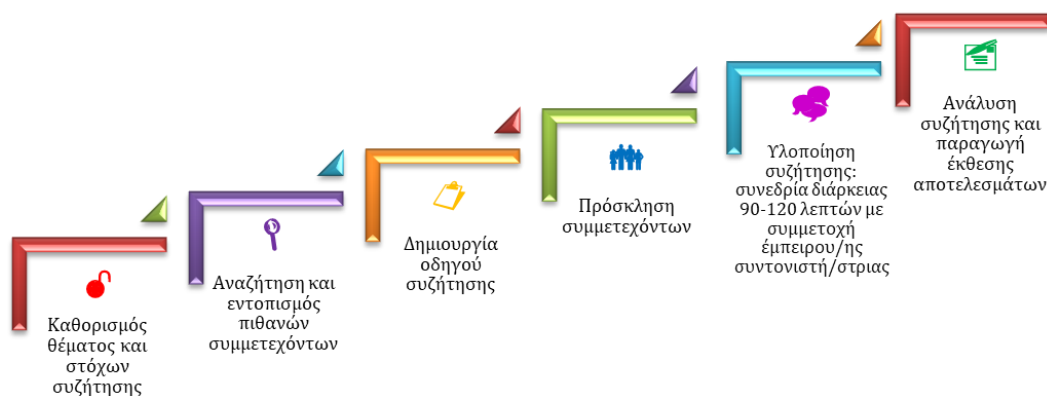 Καθορισμός
θέματος και
στόχων
συζήτησης
Αναζήτηση και
εντοπισμός
πιθανών
συμμετεχόντων
Δημιουργία
οδηγού
συζήτησης
Πρόσκληση
συμμετεχόντων
Υλοποίηση
συζήτησης:
συνεδρία διάρκειας
90-120 λεπτών με
συμμετοχή
έμπειρου/ης
συντονιστή/στριας
Ανάλυση
συζήτησης και
παραγωγή
έκθεσης
αποτελεσμάτων